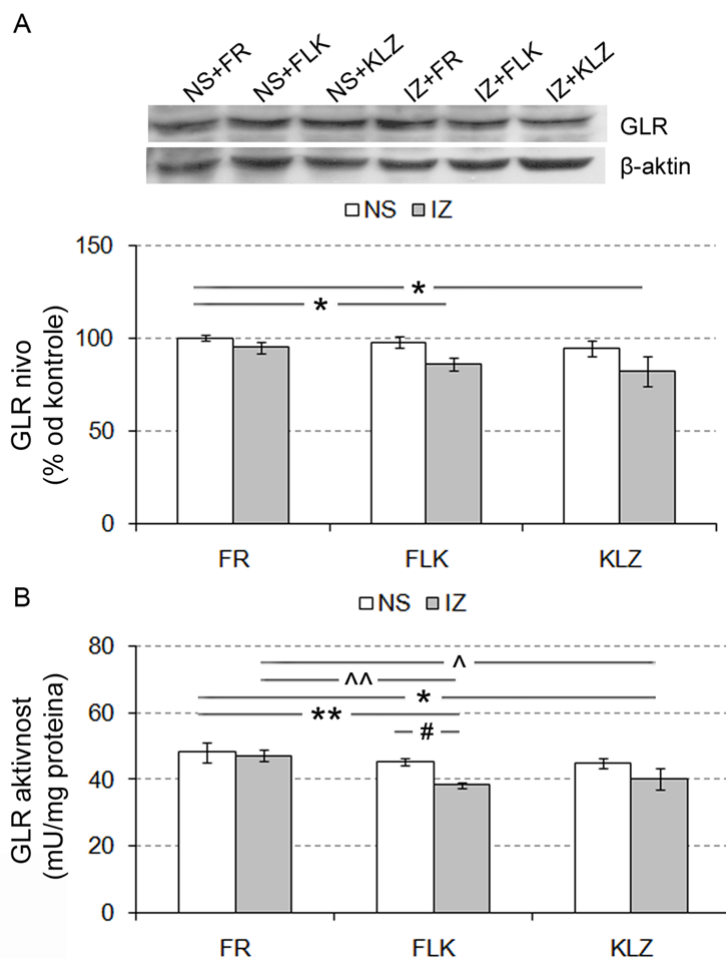 A
NS+FR NS+FLK NS+KLZ IZ+FR IZ+FLK IZ+KLZ
GLR
β-aktin
NS IZ
GLR nivo
(% od kontrole)
150
100
50
0
*
*
FR FLK KLZ
B
NS IZ
GLR aktivnost
(mU/mg proteina)
80
60
40
20
0
^
^^
*
**
#
FR FLK KLZ